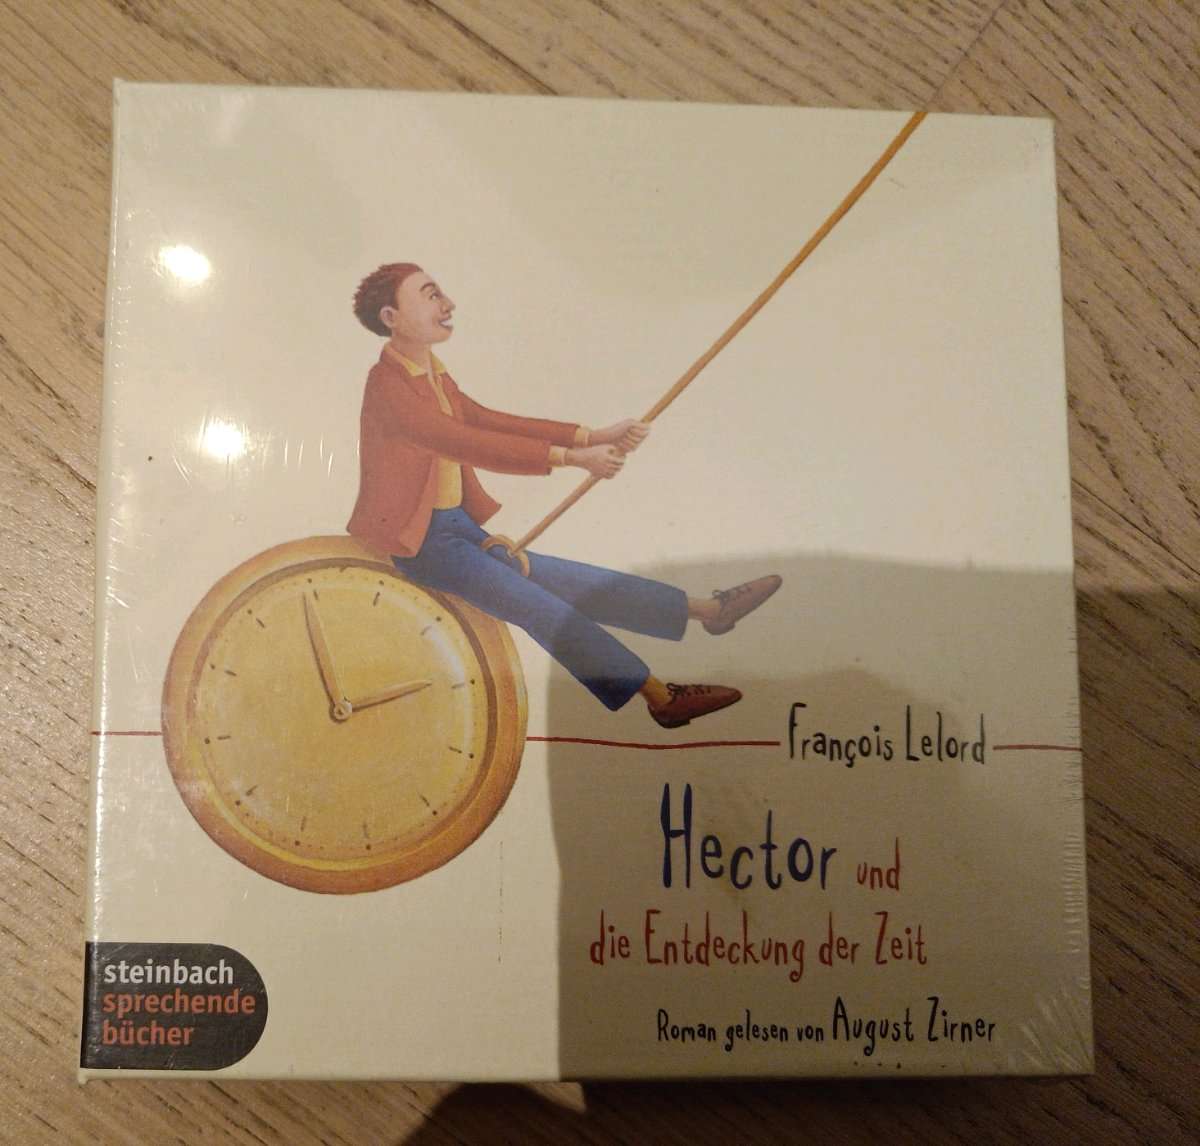 François Lelord
Hector und
die Entdeckung der Zeit
Roman gelesen von August Zirner
steinbach
sprechende
bücher